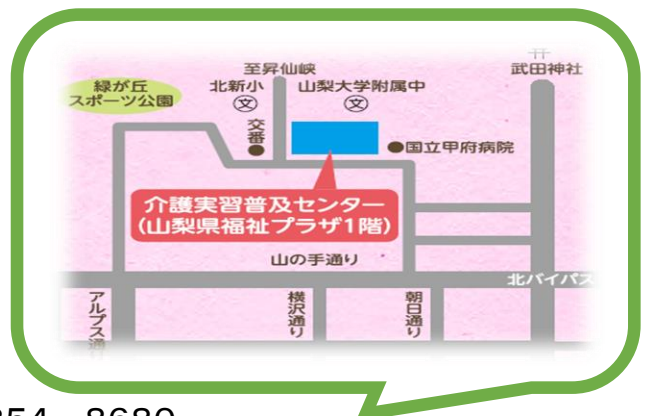 至昇仙峡
武田神社
緑が丘
スポーツ公園
北新小
山梨大学附属中
文
文
交番
国立甲府病院
介護実習普及センター
(山梨県福祉プラザ1階)
山の手通り
北バイパス
アルプス通
横沢通り
朝日通り
254-8680